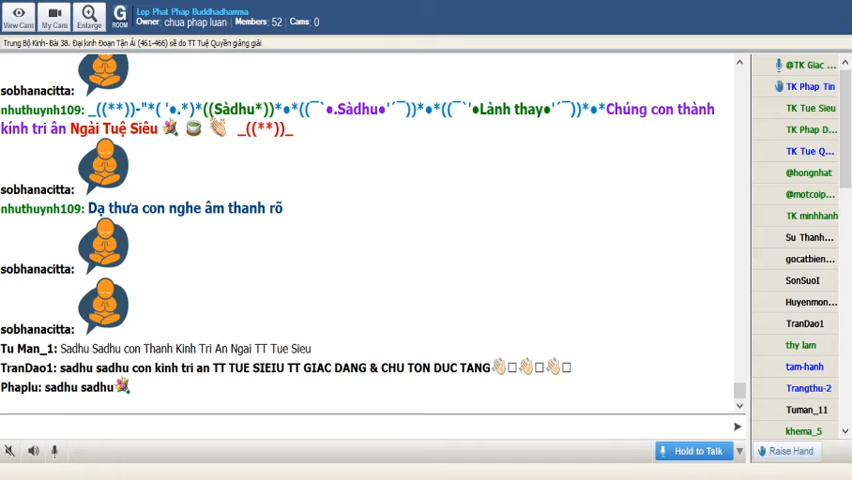 Lop Phat Phap Buddhadhamma
Owner: chua phap luan Members: 52 Cams: 0
View Cam My Cam Enlarge G ROOM
Trung Bộ Kinh- Bài 38. Đại kinh Đoạn Tận Ái (461-466) sẽ do TT Tuệ Quyền giảng giải
sobhanacitta:
nhuthuynh109: _((**))-"*( '●.*)*((Sàdhu*))*●*((¯`●.Sàdhu●'´¯))*●*((¯`'●Lành thay●'´¯))*●*Chúng con thành
kính tri ân Ngài Tuệ Siêu _((**))_
sobhanacitta:
nhuthuynh109: Dạ thưa con nghe âm thanh rõ
sobhanacitta:
sobhanacitta:
Tu Man_1: Sadhu Sadhu con Thanh Kinh Tri An Ngai TT Tue Sieu
TranDao1: sadhu sadhu con kinh tri an TT TUE SIEIU TT GIAC DANG & CHU TON DUC TANG
Phaplu: sadhu sadhu
Hold to Talk
@TK Giac ...
TK Phap Tin
TK Tue Sieu
TK Phap D...
TK Tue Q...
@hongnhat
@motcoip...
TK minhhanh
Su Thanh...
gocatbien...
SonSuoI
Huyenmon...
TranDao1
thy lam
tam-hanh
Trangthu-2
Tuman_11
khema_5
Raise Hand